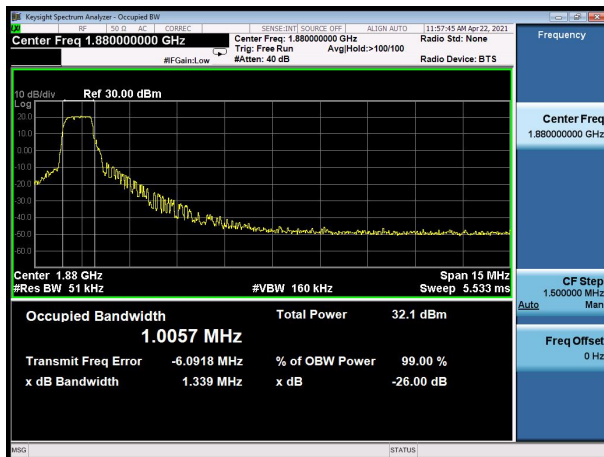 Keysight Spectrum Analyzer - Occupied BW
RF 50 Ω AC CORREC SENSE:INT SOURCE OFF ALIGN AUTO 11:57:45 AM Apr 22, 2021
Center Freq 1.880000000 GHz
Center Freq: 1.880000000 GHz
Radio Std: None
Trig: Free Run Avg|Hold:>100/100
#IFGain:Low
#Atten: 40 dB
Radio Device: BTS
10 dB/div Ref 30.00 dBm
Log
20.0
10.0
0.00
-10.0
-20.0
-30.0
-40.0
-50.0
-60.0
Center 1.88 GHz
Span 15 MHz
#Res BW 51 kHz
#VBW 160 kHz
Sweep 5.533 ms
Occupied Bandwidth
1.0057 MHz
Total Power 32.1 dBm
Transmit Freq Error -6.0918 MHz
% of OBW Power 99.00 %
x dB Bandwidth 1.339 MHz
x dB -26.00 dB
MSG
STATUS
Frequency
Center Freq
1.880000000 GHz
CF Step
1.500000 MHz
Auto Man
Freq Offset
0 Hz